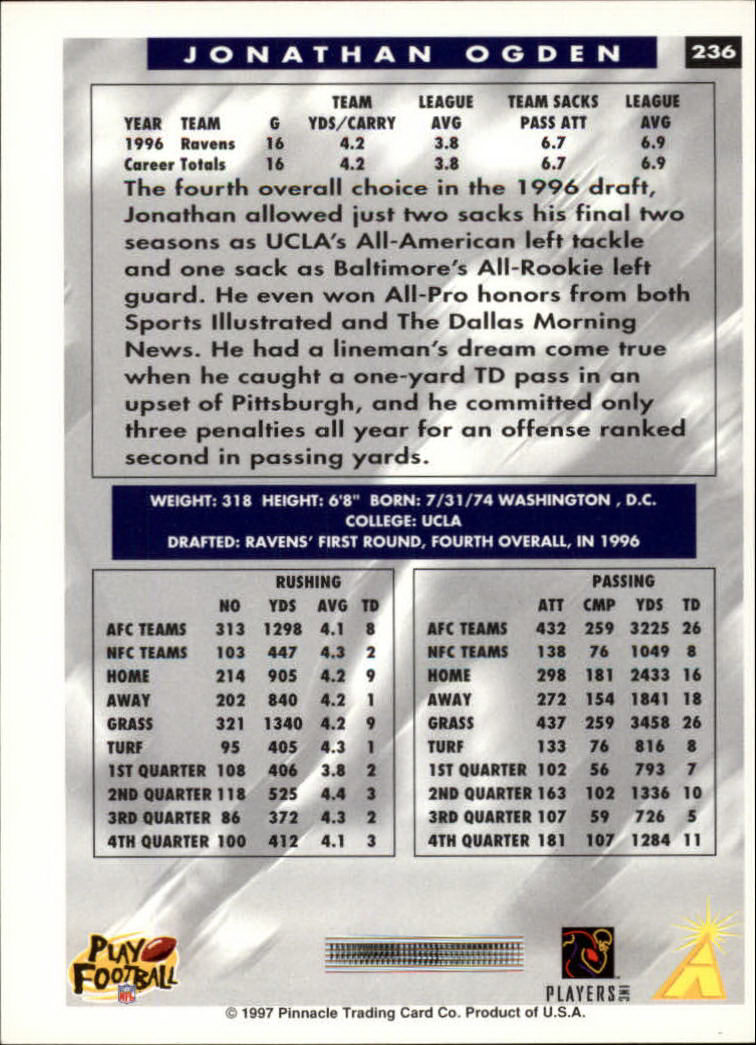 JONATHAN OGDEN
236
TEAM LEAGUE TEAM SACKS LEAGUE
YEAR TEAM G YDS/CARRY AVG PASS ATT AVG
1996 Ravens 16 4.2 3.8 6.7 6.9
Career Totals 16 4.2 3.8 6.7 6.9
The fourth overall choice in the 1996 draft,
Jonathan allowed just two sacks his final two
seasons as UCLA's All-American left tackle
and one sack as Baltimore's All-Rookie left
guard. He even won All-Pro honors from both
Sports Illustrated and The Dallas Morning
News. He had a lineman's dream come true
when he caught a one-yard TD pass in an
upset of Pittsburgh, and he committed only
three penalties all year for an offense ranked
second in passing yards.
WEIGHT: 318 HEIGHT: 6'8" BORN: 7/31/74 WASHINGTON , D.C.
COLLEGE: UCLA
DRAFTED: RAVENS' FIRST ROUND, FOURTH OVERALL, IN 1996
RUSHING
NO YDS AVG TD
AFC TEAMS 313 1298 4.1 8
NFC TEAMS 103 447 4.3 2
HOME 214 905 4.2 9
AWAY 202 840 4.2 1
GRASS 321 1340 4.2 9
TURF 95 405 4.3 1
1ST QUARTER 108 406 3.8 2
2ND QUARTER 118 525 4.4 3
3RD QUARTER 86 372 4.3 2
4TH QUARTER 100 412 4.1 3
PASSING
ATT CMP YDS TD
AFC TEAMS 432 259 3225 26
NFC TEAMS 138 76 1049 8
HOME 298 181 2433 16
AWAY 272 154 1841 18
GRASS 437 259 3458 26
TURF 133 76 816 8
1ST QUARTER 102 56 793 7
2ND QUARTER 163 102 1336 10
3RD QUARTER 107 59 726 5
4TH QUARTER 181 107 1284 11
PLAY
FOOTBALL
NFL
PLAYERS INC
© 1997 Pinnacle Trading Card Co. Product of U.S.A.